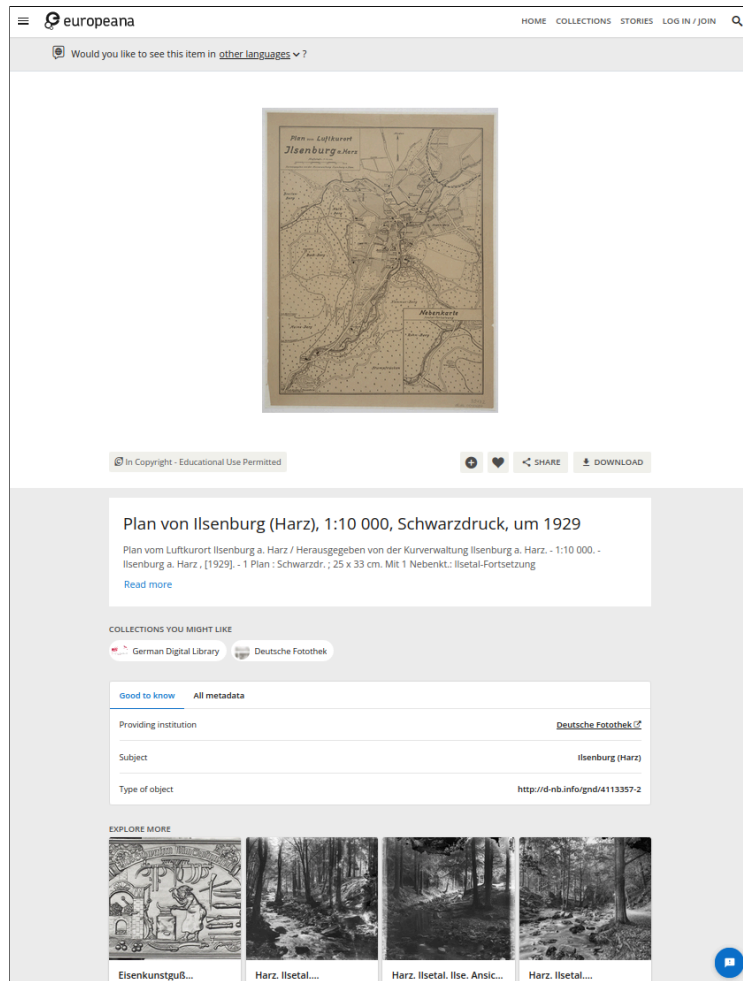 europeana
HOME COLLECTIONS STORIES LOG IN / JOIN
Would you like to see this item in other languages ?
Plan vom Luftkurort
Ilsenburg a. Harz
Nebenkarte
In Copyright - Educational Use Permitted
SHARE
DOWNLOAD
Plan von Ilsenburg (Harz), 1:10 000, Schwarzdruck, um 1929
Plan vom Luftkurort Ilsenburg a. Harz / Herausgegeben von der Kurverwaltung Ilsenburg a. Harz. - 1:10 000. -
Ilsenburg a. Harz , [1929]. - 1 Plan : Schwarzdr. ; 25 x 33 cm. Mit 1 Nebenkt.: Ilsetal-Fortsetzung
Read more
COLLECTIONS YOU MIGHT LIKE
German Digital Library
Deutsche Fotothek
Good to know All metadata
Providing institution Deutsche Fotothek
Subject Ilsenburg (Harz)
Type of object http://d-nb.info/gnd/4113357-2
EXPLORE MORE
Eisenkunstguß...
Harz. Ilsetal....
Harz. Ilsetal. Ilse. Ansic...
Harz. Ilsetal....